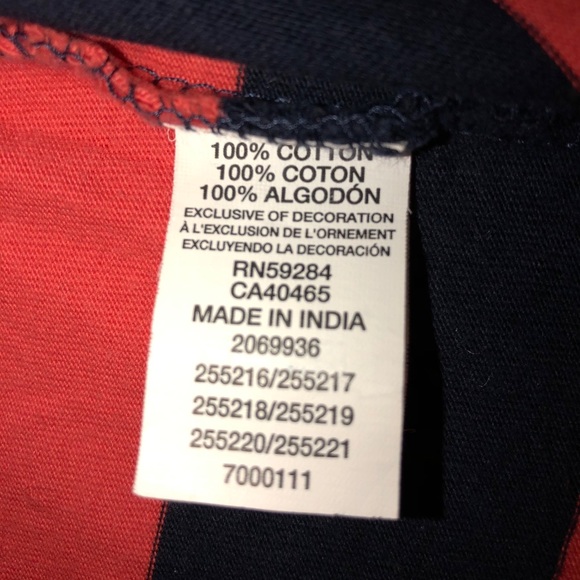 100% COTTON
100% COTON
100% ALGODÓN
EXCLUSIVE OF DECORATION
À L'EXCLUSION DE L'ORNEMENT
EXCLUYENDO LA DECORACIÓN
RN59284
CA40465
MADE IN INDIA
2069936
255216/255217
255218/255219
255220/255221
7000111